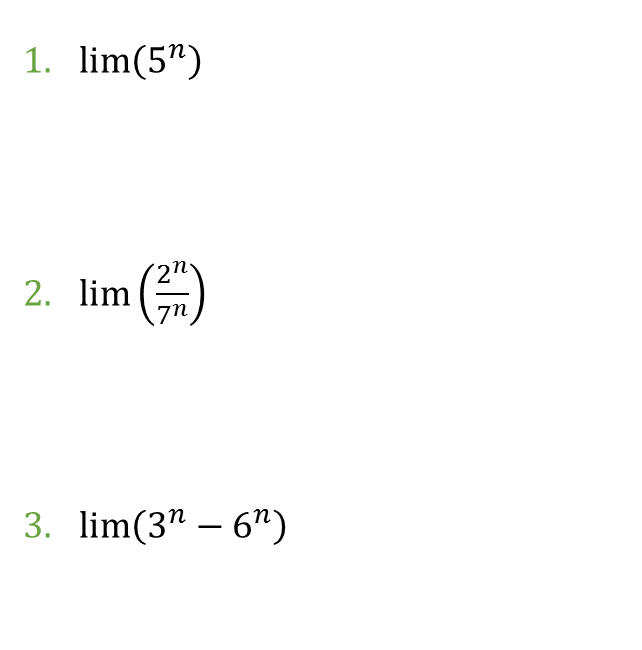 1. lim(5ⁿ)
2. lim(2ⁿ/7ⁿ)
3. lim(3ⁿ − 6ⁿ)